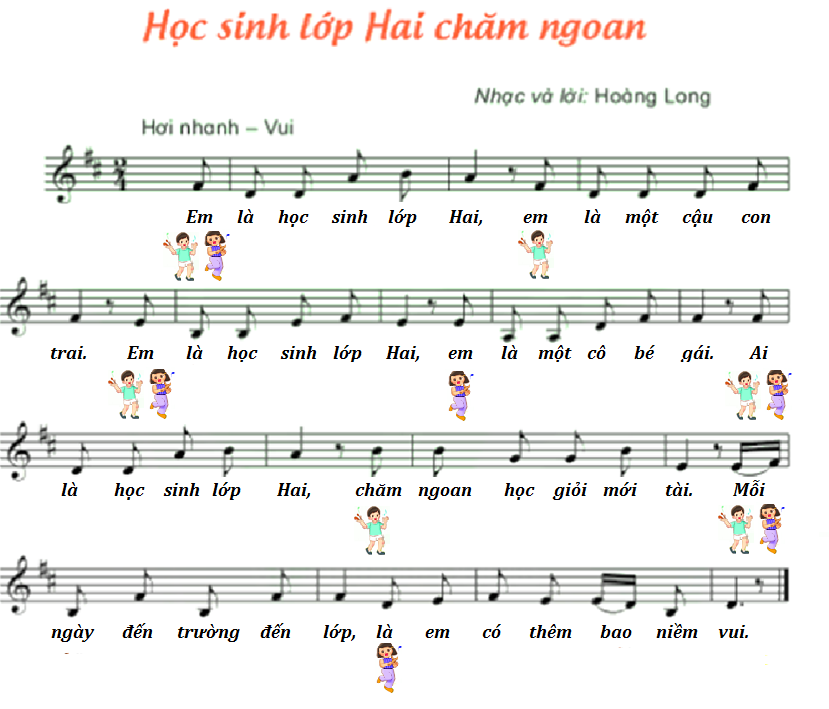 Học sinh lớp Hai chăm ngoan
Nhạc và lời: Hoàng Long
Hơi nhanh – Vui
2
4
Em là học sinh lớp Hai, em là một cậu con
trai. Em là học sinh lớp Hai, em là một cô bé gái. Ai
là học sinh lớp Hai, chăm ngoan học giỏi mới tài. Mỗi
ngày đến trường đến lớp, là em có thêm bao niềm vui.